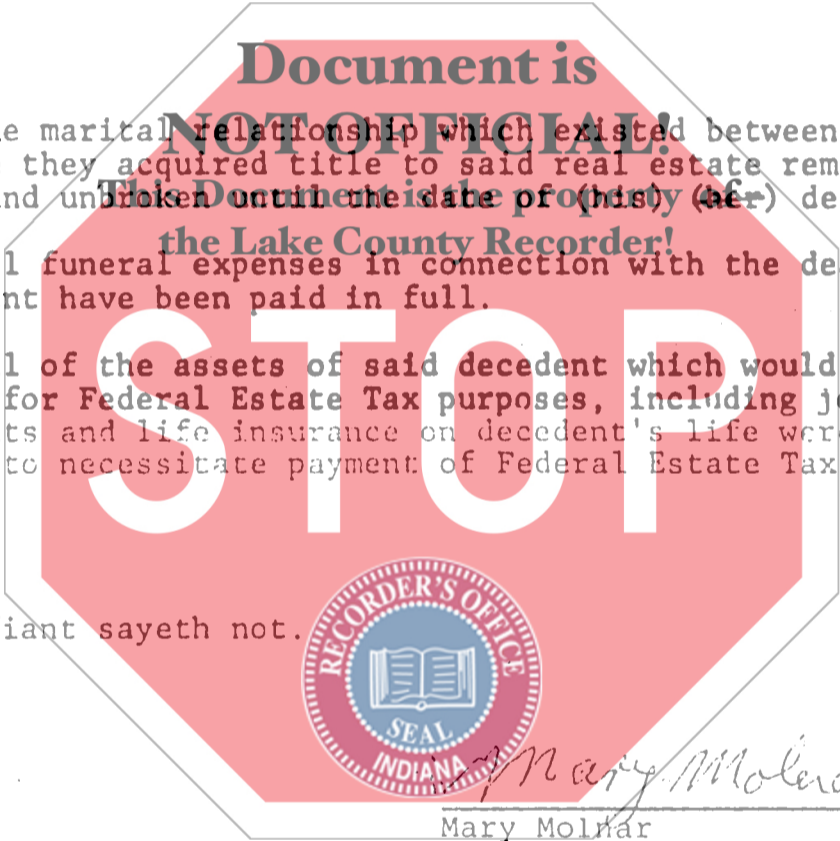 Document is
NOT OFFICIAL!
This Document is the property of
the Lake County Recorder!
e marital relationship which existed between
they acquired title to said real estate rem
nd unbroken until the date of (his) (her) de
l funeral expenses in connection with the de
nt have been paid in full.
l of the assets of said decedent which would
for Federal Estate Tax purposes, including j
ts and life insurance on decedent's life wer
to necessitate payment of Federal Estate Tax
STOP
iant sayeth not.
RECORDER'S OFFICE
SEAL
INDIANA
Mary Molna
Mary Molnar